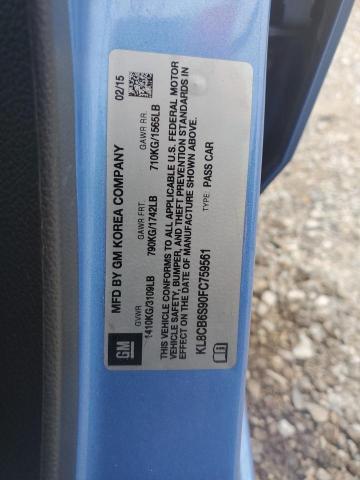 MFD BY GM KOREA COMPANY
02/15
GVWR
GAWR FRT.
GAWR RR.
1410KG/3109LB
790KG/1742LB
710KG/1565LB
THIS VEHICLE CONFORMS TO ALL APPLICABLE U.S. FEDERAL MOTOR
VEHICLE SAFETY, BUMPER, AND THEFT PREVENTION STANDARDS IN
EFFECT ON THE DATE OF MANUFACTURE SHOWN ABOVE.
TYPE: PASS CAR
KL8CB6S90FC759561
GM